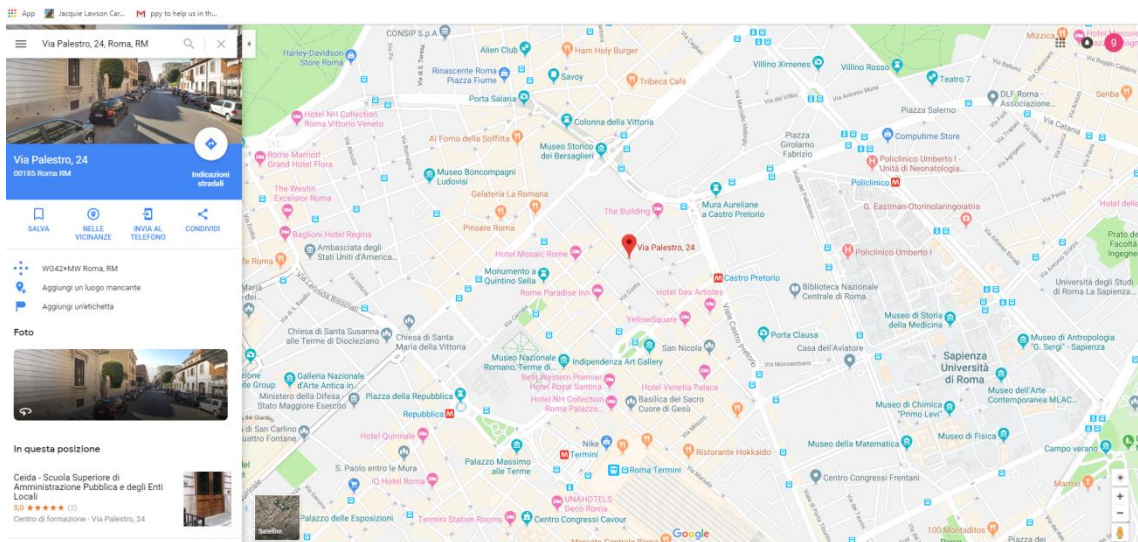 App
Jacquie Lawson Car...
ppy to help us in th...
Via Palestro, 24, Roma, RM
Via Palestro, 24
00185 Roma RM
Indicazioni
stradali
SALVA
NELLE
VICINANZE
INVIA AL
TELEFONO
CONDIVIDI
WG42+MW Roma, RM
Aggiungi un luogo mancante
Aggiungi un'etichetta
Foto
In questa posizione
Ceida - Scuola Superiore di
Amministrazione Pubblica e degli Enti
Locali
5,0 ★★★★★ (2)
Centro di formazione · Via Palestro, 24
CONSIP S.p.A
Harley-Davidson
Store Roma
Alien Club
Ham Holy Burger
Rinascente Roma
Piazza Fiume
Savoy
Tribeca Cafè
Villino Ximenes
Villino Rosso
Teatro 7
Porta Salaria
Colonna della Vittoria
Hotel NH Collection
Roma Vittorio Veneto
Al Forno della Soffitta
Museo Storico
dei Bersaglieri
Piazza Salerno
DLF Roma -
Associazione...
Senba
Via Catania
Piazza
Girolamo
Fabrizio
Computime Store
Rome Marriott
Grand Hotel Flora
Museo Boncompagni
Ludovisi
Policlinico Umberto I -
Unità di Neonatologia...
Policlinico
The Westin
Excelsior Roma
Gelateria La Romana
The Building
Mura Aureliane
a Castro Pretorio
G. Eastman-Otorinolaringoiatria
Pinsere Roma
Baglioni Hotel Regina
Ambasciata degli
Stati Uniti d'America...
Hotel Mosaic Rome
Via Palestro, 24
Policlinico Umberto I
Monumento a
Quintino Sella
Castro Pretorio
Rome Paradise Inn
Hotel Des Artistes
Biblioteca Nazionale
Centrale di Roma
Università degli Studi
di Roma La Sapienza...
Via Leonida Bissolati
Via Gaeta
YellowSquare
Viale Castro Pretorio
Museo di Storia
della Medicina
Chiesa di Santa Susanna
alle Terme di Diocleziano
Chiesa di Santa
Maria della Vittoria
San Nicola
Porta Clausa
Casa dell'Aviatore
Museo di Antropologia
"G. Sergi" - Sapienza
Museo Nazionale
Romano, Terme di...
Indipendenza Art Gallery
Sapienza
Università
di Roma
Galleria Nazionale
d'Arte Antica in...
Best Western Premier
Hotel Royal Santina
Hotel Venetia Palace
Museo dell'Arte
Contemporanea MLAC...
Ministero della Difesa -
Stato Maggiore Esercito
Piazza della Repubblica
Hotel NH Collection
Roma Palazzo...
Basilica del Sacro
Cuore di Gesù
Museo di Chimica
"Primo Levi"
Repubblica
Hotel Quirinale
Nike
Museo della Matematica
Museo di Fisica
Campo verano
Termini
Ristorante Hokkaido
S. Paolo entro le Mura
Palazzo Massimo
alle Terme
Roma Termini
Centro Congressi Frentani
iQ Hotel Roma
UNAHOTELS
Decò Roma
Satellite
Palazzo delle Esposizioni
Termini Station Rooms
Centro Congressi Cavour
Google
100 Montaditos
Piazza dei